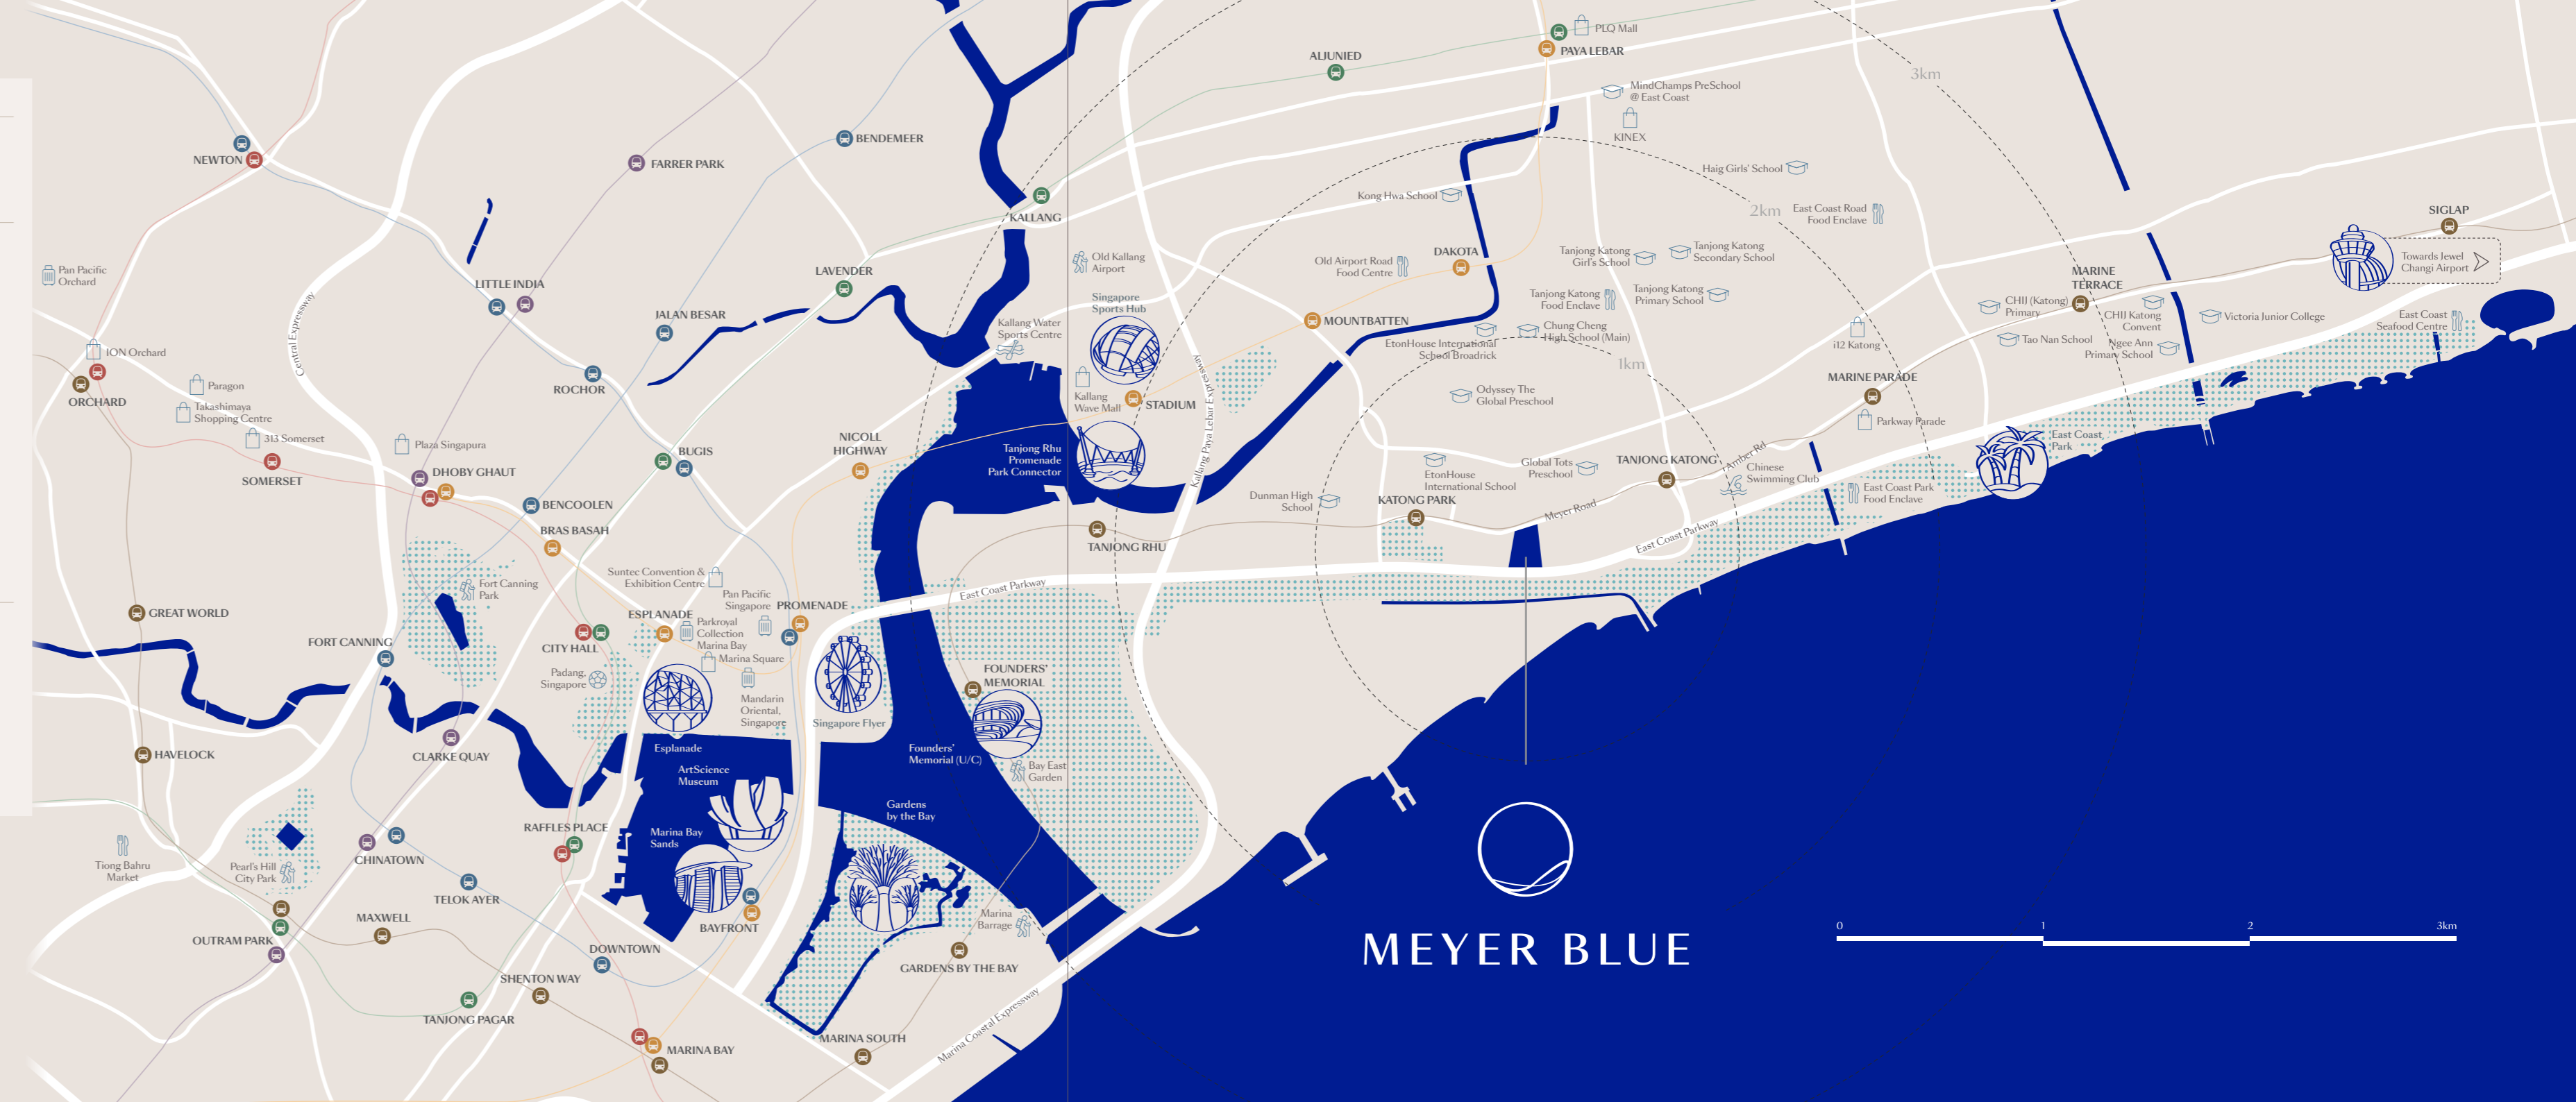 PLQ Mall
PAYA LEBAR
ALJUNIED
3km
MindChamps PreSchool
@ East Coast
KINEX
BENDEMEER
NEWTON
FARRER PARK
Haig Girls' School
Kong Hwa School
2km
East Coast Road
Food Enclave
SIGLAP
KALLANG
Old Kallang
Airport
DAKOTA
Old Airport Road
Food Centre
Tanjong Katong
Girl's School
Tanjong Katong
Secondary School
Towards Jewel
Changi Airport
Pan Pacific
Orchard
LITTLE INDIA
LAVENDER
MARINE
TERRACE
Singapore
Sports Hub
Tanjong Katong
Food Enclave
Tanjong Katong
Primary School
CHIJ (Katong)
Primary
CHIJ Katong
Convent
Victoria Junior College
East Coast
Seafood Centre
Central Expressway
JALAN BESAR
Kallang Water
Sports Centre
MOUNTBATTEN
Chung Cheng
High School (Main)
EtonHouse International
School Broadrick
i12 Katong
Tao Nan School
Ngee Ann
Primary School
ION Orchard
1km
ORCHARD
Paragon
Takashimaya
Shopping Centre
ROCHOR
Kallang
Wave Mall
STADIUM
Kallang Paya Lebar Expressway
Odyssey The
Global Preschool
MARINE PARADE
Parkway Parade
313 Somerset
SOMERSET
Plaza Singapura
DHOBY GHAUT
BUGIS
NICOLL
HIGHWAY
Tanjong Rhu
Promenade
Park Connector
East Coast
Park
Amber Rd
TANJONG KATONG
Global Tots
Preschool
EtonHouse
International School
Chinese
Swimming Club
East Coast Park
Food Enclave
Dunman High
School
KATONG PARK
Meyer Road
East Coast Parkway
BENCOOLEN
BRAS BASAH
TANJONG RHU
Fort Canning
Park
Suntec Convention &
Exhibition Centre
East Coast Parkway
Pan Pacific
Singapore
PROMENADE
GREAT WORLD
ESPLANADE
Parkroyal
Collection
Marina Bay
FORT CANNING
CITY HALL
Marina Square
Padang,
Singapore
Mandarin
Oriental,
Singapore
Singapore Flyer
FOUNDERS'
MEMORIAL
Founders'
Memorial (U/C)
Bay East
Garden
HAVELOCK
CLARKE QUAY
Esplanade
ArtScience
Museum
Gardens
by the Bay
RAFFLES PLACE
Marina Bay
Sands
CHINATOWN
Tiong Bahru
Market
Pearl's Hill
City Park
TELOK AYER
MAXWELL
OUTRAM PARK
BAYFRONT
DOWNTOWN
Marina
Barrage
GARDENS BY THE BAY
SHENTON WAY
TANJONG PAGAR
MARINA BAY
MARINA SOUTH
Marina Coastal Expressway
MEYER BLUE
0 1 2 3km